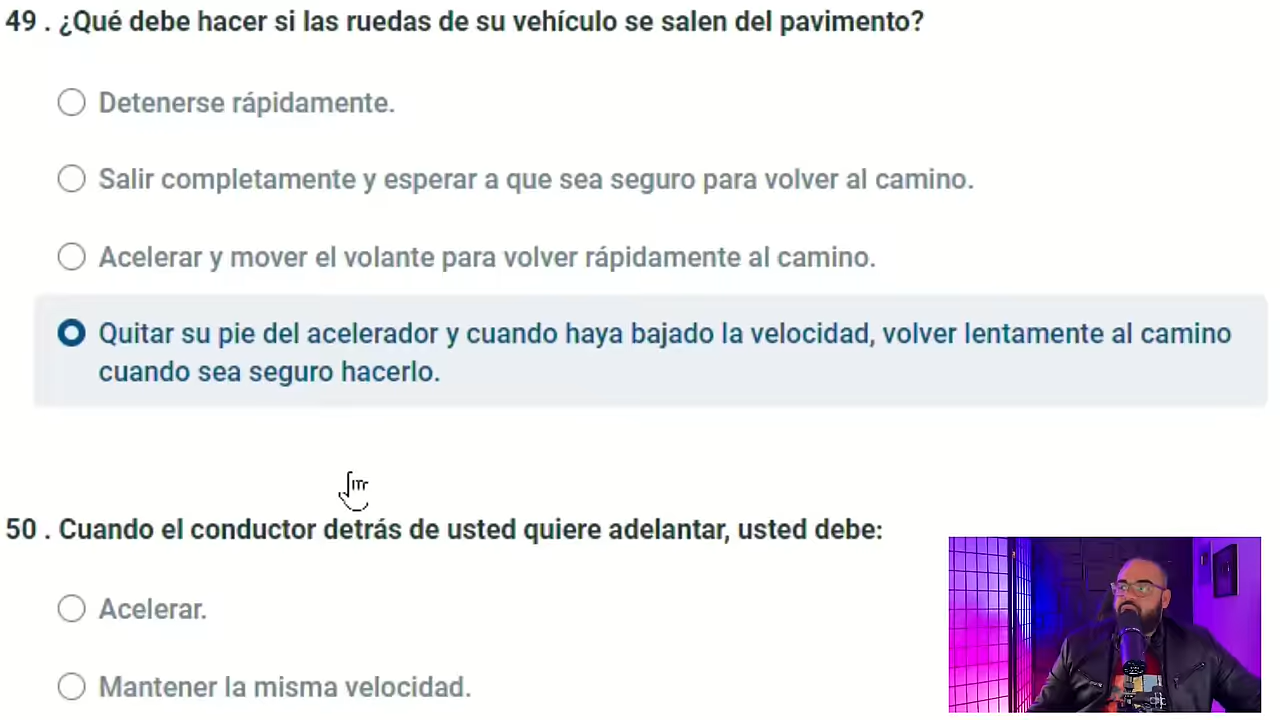 49 . ¿Qué debe hacer si las ruedas de su vehículo se salen del pavimento?
Detenerse rápidamente.
Salir completamente y esperar a que sea seguro para volver al camino.
Acelerar y mover el volante para volver rápidamente al camino.
Quitar su pie del acelerador y cuando haya bajado la velocidad, volver lentamente al camino
cuando sea seguro hacerlo.
50 . Cuando el conductor detrás de usted quiere adelantar, usted debe:
Acelerar.
Mantener la misma velocidad.